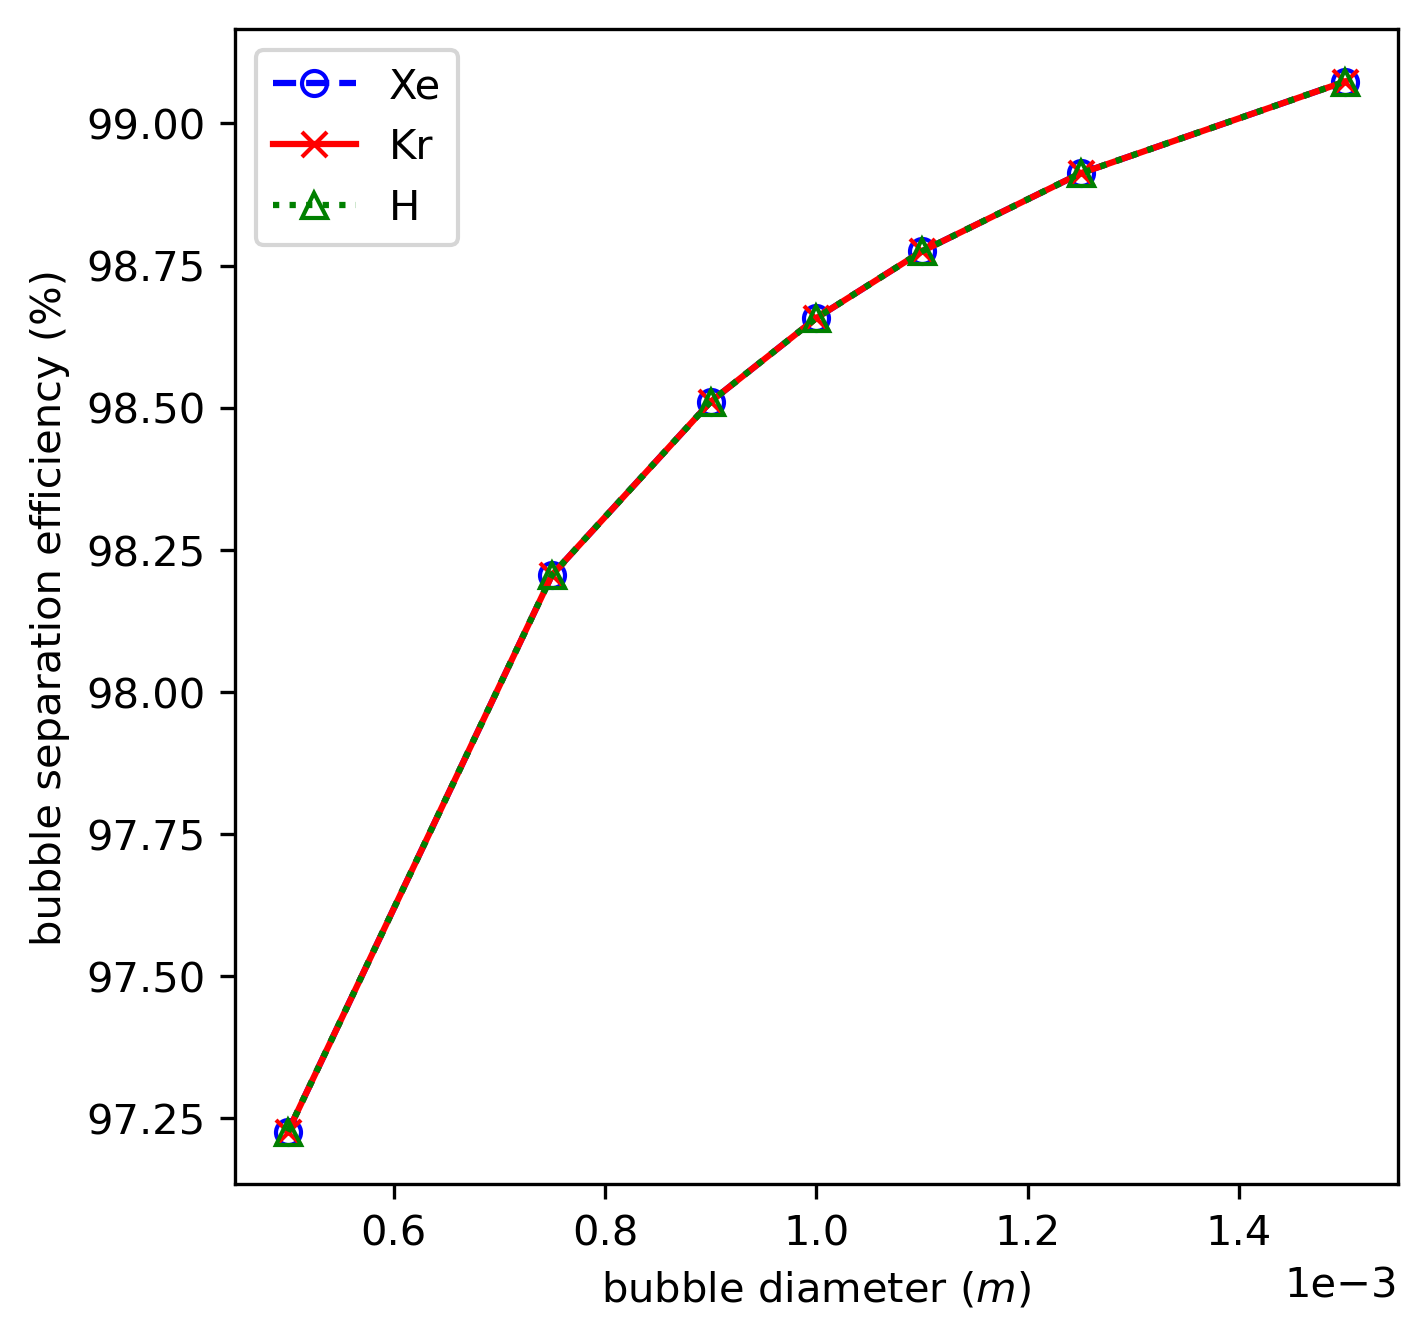 Xe
Kr
H
99.00
98.75
98.50
98.25
98.00
97.75
97.50
97.25
bubble separation efficiency (%)
0.6 0.8 1.0 1.2 1.4
bubble diameter (m)
1e−3